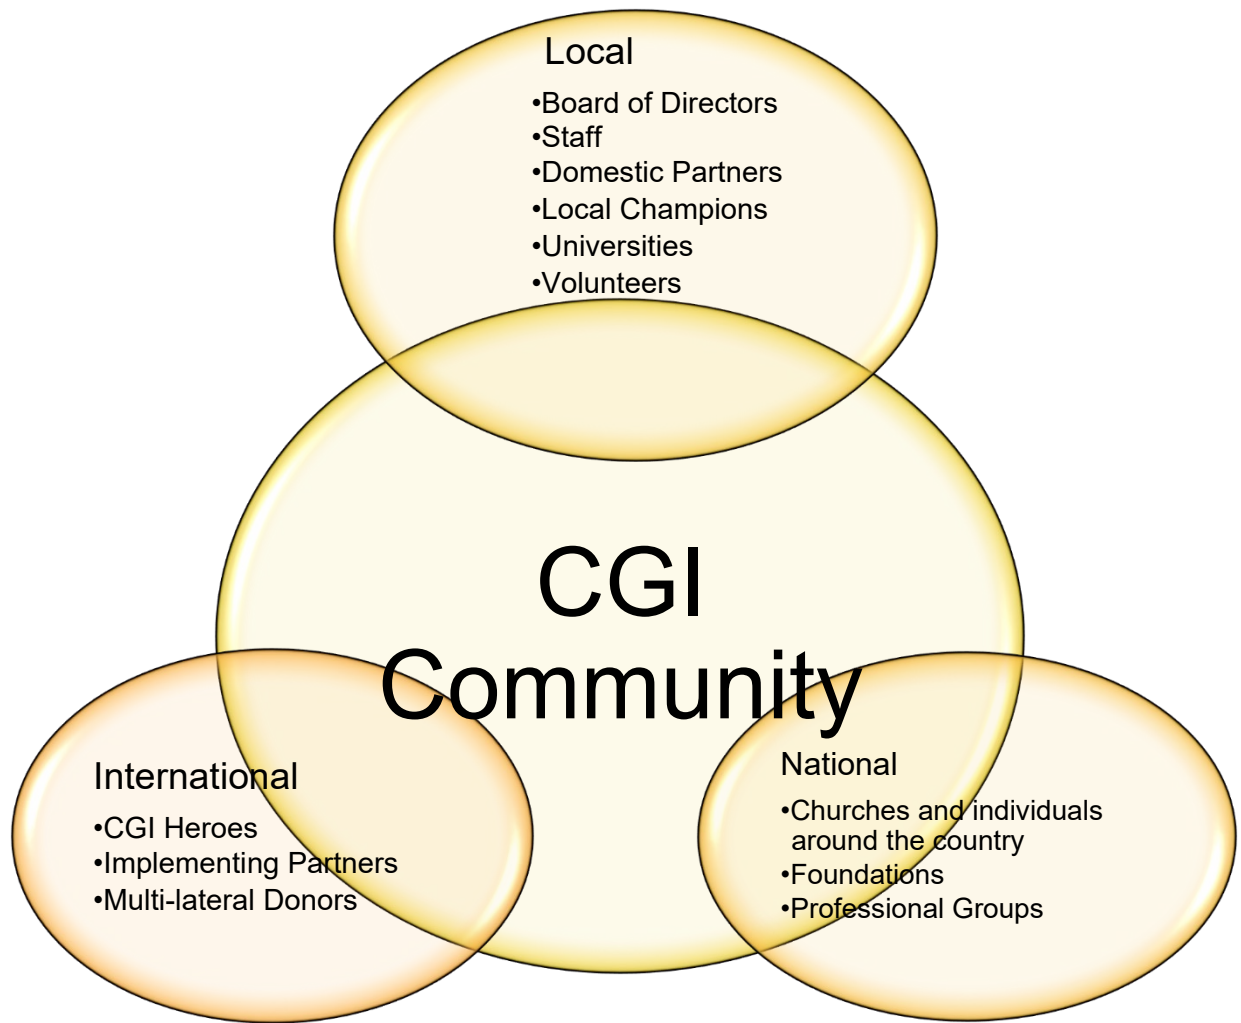 Local
•Board of Directors
•Staff
•Domestic Partners
•Local Champions
•Universities
•Volunteers
CGI
Community
International
•CGI Heroes
•Implementing Partners
•Multi-lateral Donors
National
•Churches and individuals
around the country
•Foundations
•Professional Groups